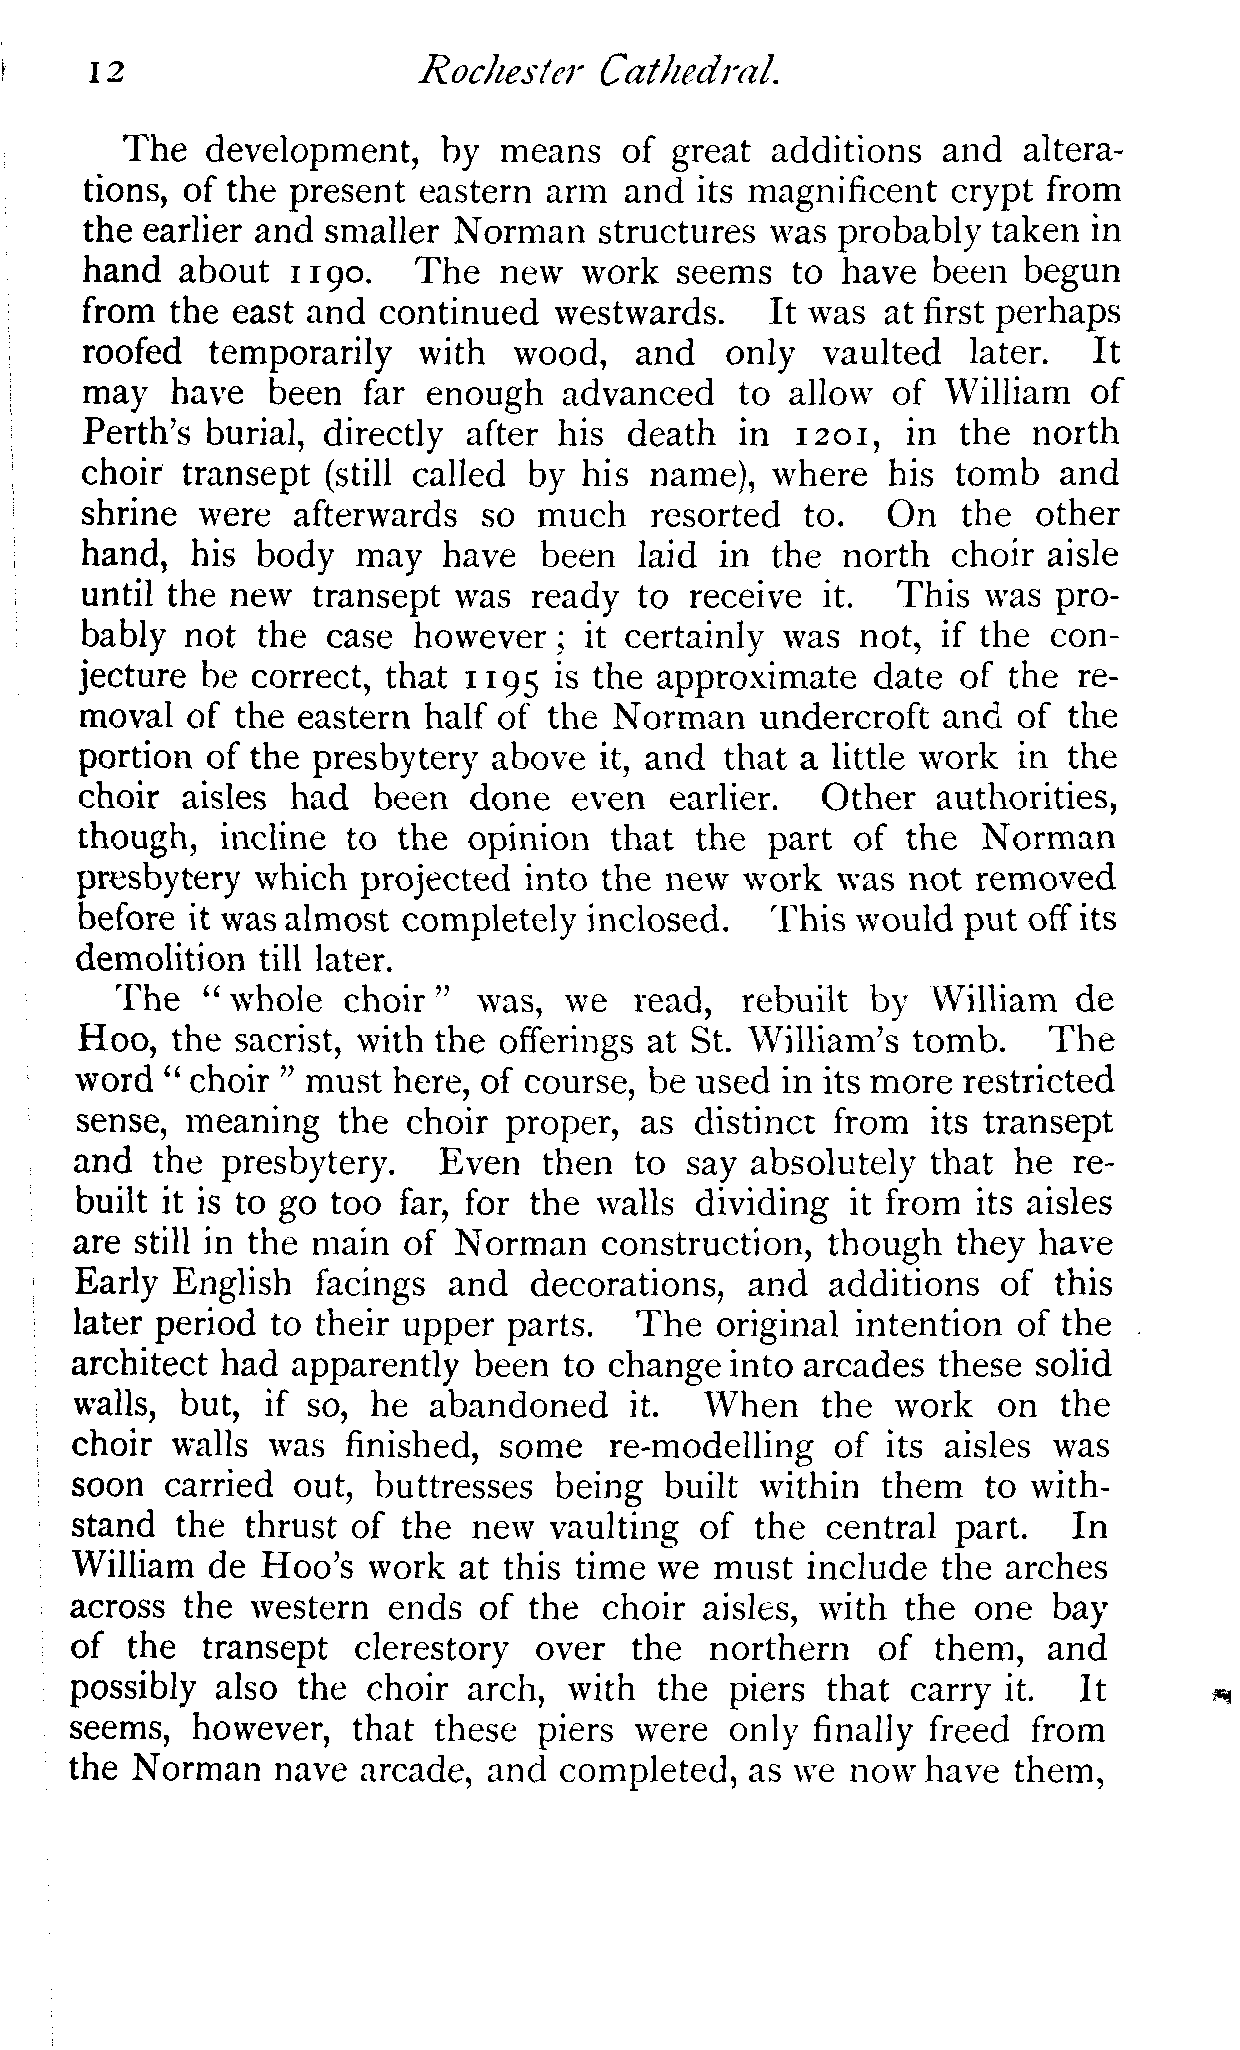 12 Rochester Cathedral.
The development, by means of great additions and altera-
tions, of the present eastern arm and its magnificent crypt from
the earlier and smaller Norman structures was probably taken in
hand about 1190. The new work seems to have been begun
from the east and continued westwards. It was at first perhaps
roofed temporarily with wood, and only vaulted later. It
may have been far enough advanced to allow of William of
Perth's burial, directly after his death in 1201, in the north
choir transept (still called by his name), where his tomb and
shrine were afterwards so much resorted to. On the other
hand, his body may have been laid in the north choir aisle
until the new transept was ready to receive it. This was pro-
bably not the case however; it certainly was not, if the con-
jecture be correct, that 1195 is the approximate date of the re-
moval of the eastern half of the Norman undercroft and of the
portion of the presbytery above it, and that a little work in the
choir aisles had been done even earlier. Other authorities,
though, incline to the opinion that the part of the Norman
presbytery which projected into the new work was not removed
before it was almost completely inclosed. This would put off its
demolition till later.
The "whole choir" was, we read, rebuilt by William de
Hoo, the sacrist, with the offerings at St. William's tomb. The
word "choir" must here, of course, be used in its more restricted
sense, meaning the choir proper, as distinct from its transept
and the presbytery. Even then to say absolutely that he re-
built it is to go too far, for the walls dividing it from its aisles
are still in the main of Norman construction, though they have
Early English facings and decorations, and additions of this
later period to their upper parts. The original intention of the
architect had apparently been to change into arcades these solid
walls, but, if so, he abandoned it. When the work on the
choir walls was finished, some re-modelling of its aisles was
soon carried out, buttresses being built within them to with-
stand the thrust of the new vaulting of the central part. In
William de Hoo's work at this time we must include the arches
across the western ends of the choir aisles, with the one bay
of the transept clerestory over the northern of them, and
possibly also the choir arch, with the piers that carry it. It
seems, however, that these piers were only finally freed from
the Norman nave arcade, and completed, as we now have them,